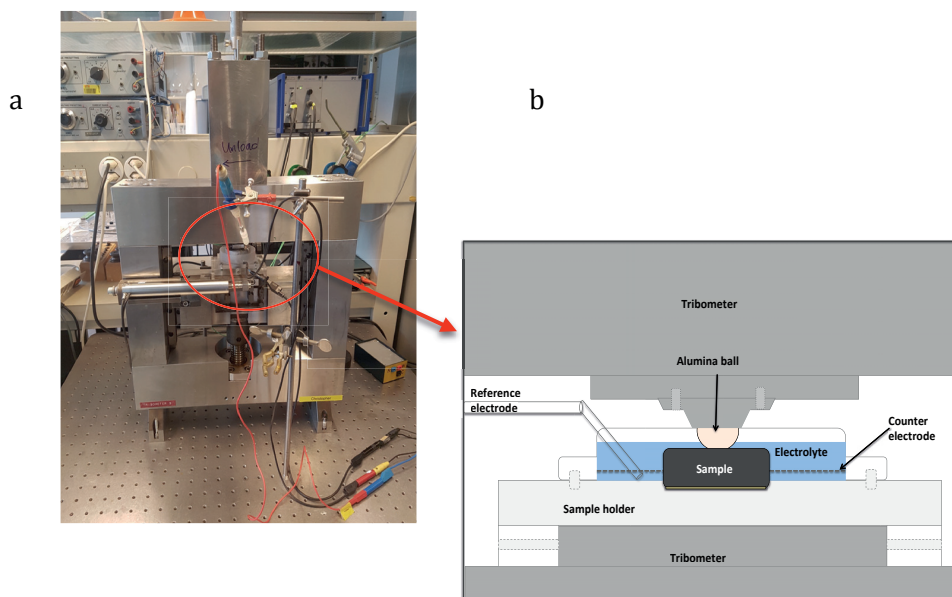 a
b
Unload
Tribometer
Alumina ball
Reference
electrode
Counter
electrode
Electrolyte
Sample
Sample holder
Tribometer